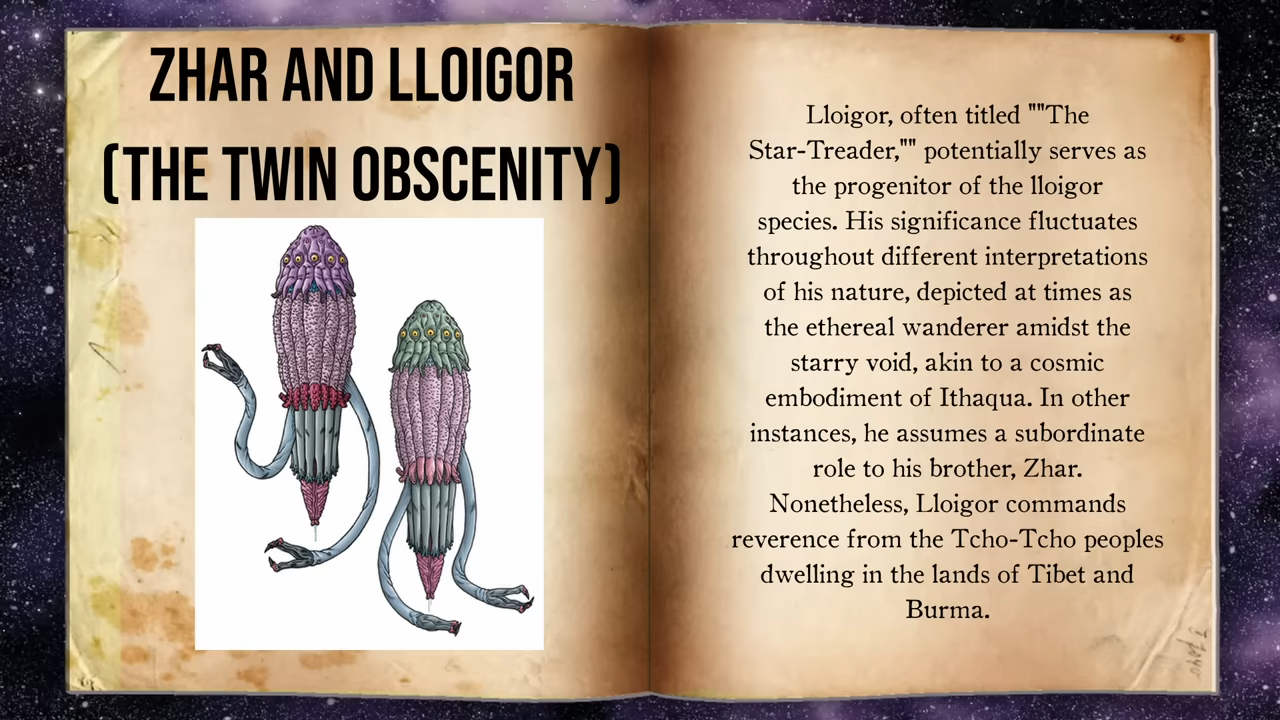 ZHAR AND LLOIGOR
(THE TWIN OBSCENITY)
Lloigor, often titled ""The
Star-Treader,"" potentially serves as
the progenitor of the lloigor
species. His significance fluctuates
throughout different interpretations
of his nature, depicted at times as
the ethereal wanderer amidst the
starry void, akin to a cosmic
embodiment of Ithaqua. In other
instances, he assumes a subordinate
role to his brother, Zhar.
Nonetheless, Lloigor commands
reverence from the Tcho-Tcho peoples
dwelling in the lands of Tibet and
Burma.